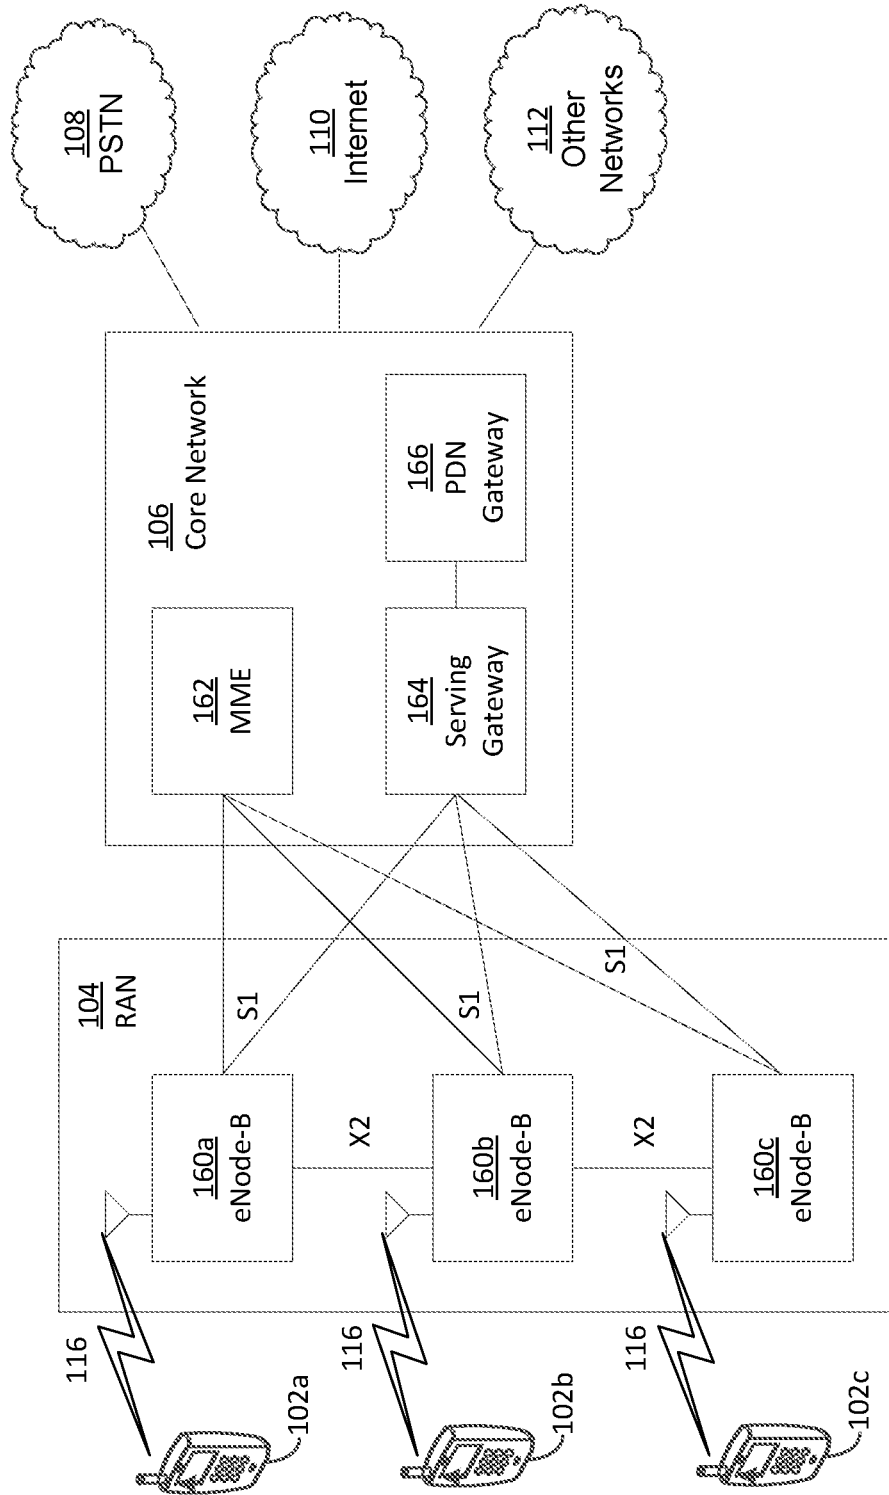 102a
116
160a
eNode-B
104
RAN
S1
X2
102b
116
160b
eNode-B
S1
X2
102c
116
160c
eNode-B
S1
106
Core Network
162
MME
164
Serving
Gateway
166
PDN
Gateway
108
PSTN
110
Internet
112
Other
Networks